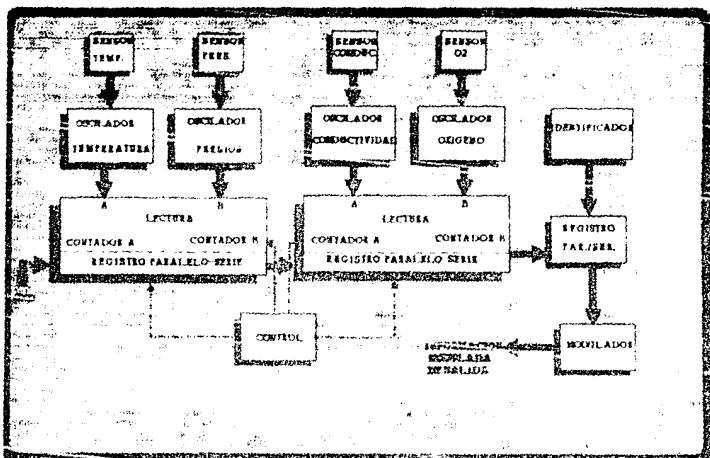 SENSOR
TEMP.
SENSOR
PRES.
SENSOR
CONDUC.
SENSOR
O2
OSCILADOR
TEMPERATURA
OSCILADOR
PRESION
OSCILADOR
CONDUCTIVIDAD
OSCILADOR
OXIGENO
IDENTIFICADOR
A B
LECTURA
CONTADOR A CONTADOR B
REGISTRO PARALELO-SERIE
A B
LECTURA
CONTADOR A CONTADOR B
REGISTRO PARALELO-SERIE
REGISTRO
PAR./SER.
CONTROL
INFORMACION
MODULADA
DE SALIDA
MODULADOR